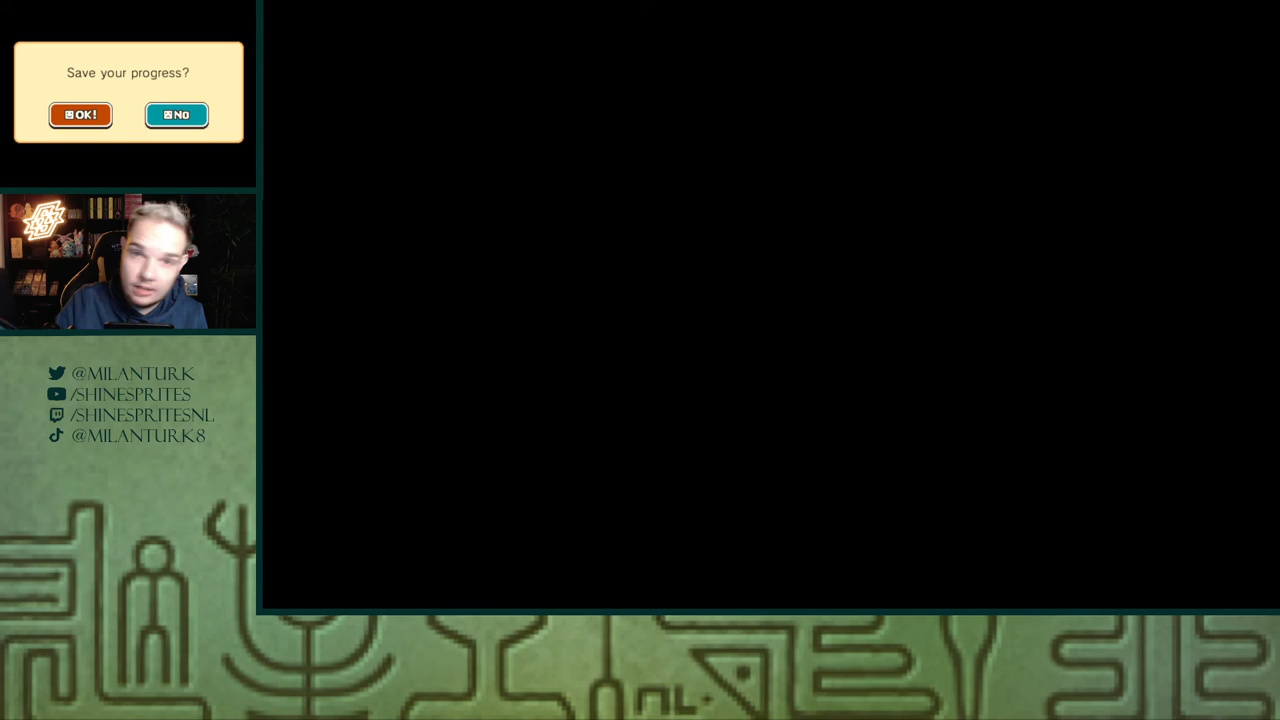 Save your progress?
OK!
NO
@MILANTURK
/SHINESPRITES
/SHINESPRITESNL
@MILANTURK8